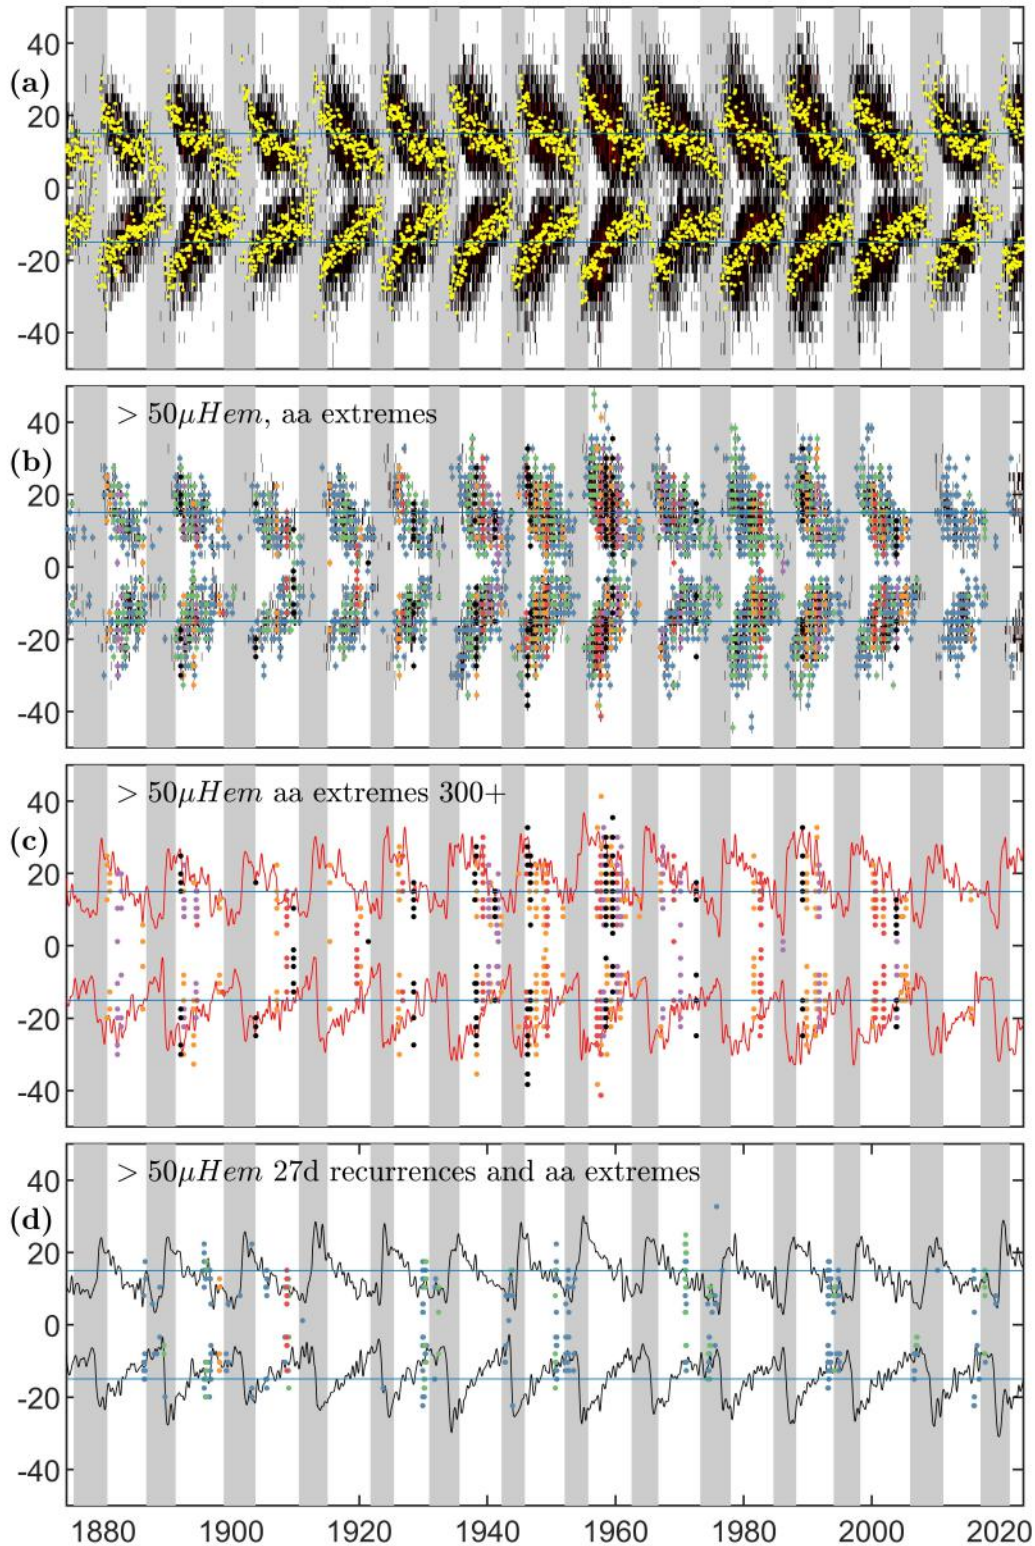 40
(a)
20
0
-20
-40
> 50μHem, aa extremes
40
(b)
20
0
-20
-40
> 50μHem aa extremes 300+
40
(c)
20
0
-20
-40
> 50μHem 27d recurrences and aa extremes
40
(d)
20
0
-20
-40
1880 1900 1920 1940 1960 1980 2000 2020